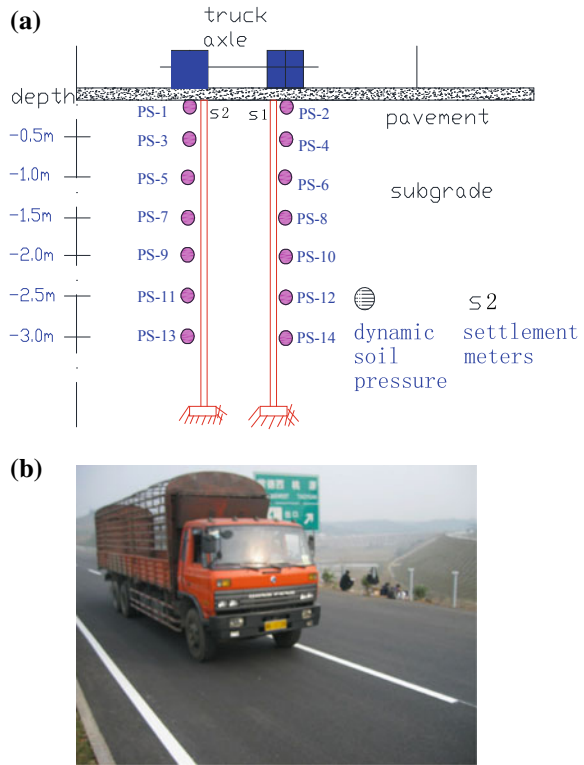 (a)
truck
axle
depth
PS-1 S2 S1 PS-2
pavement
-0.5m PS-3 PS-4
-1.0m PS-5 PS-6
subgrade
-1.5m PS-7 PS-8
-2.0m PS-9 PS-10
-2.5m PS-11 PS-12 S2
-3.0m PS-13 PS-14
dynamic settlement
soil meters
pressure
(b)